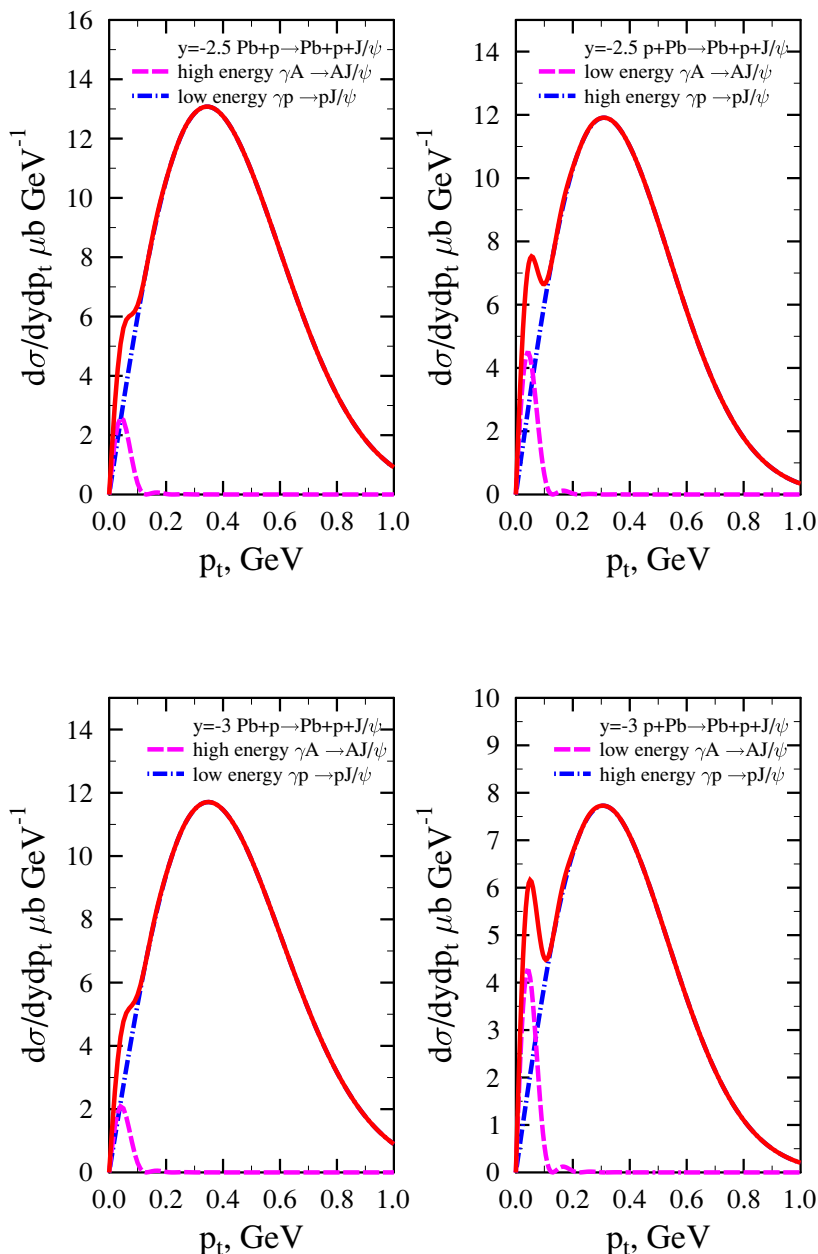 y=-2.5 Pb+p→Pb+p+J/ψ
high energy γA →AJ/ψ
low energy γp →pJ/ψ
dσ/dydp_t μb GeV^-1
16
14
12
10
8
6
4
2
0
0.0 0.2 0.4 0.6 0.8 1.0
p_t, GeV
y=-2.5 p+Pb→Pb+p+J/ψ
low energy γA →AJ/ψ
high energy γp →pJ/ψ
dσ/dydp_t μb GeV^-1
14
12
10
8
6
4
2
0
0.0 0.2 0.4 0.6 0.8 1.0
p_t, GeV
y=-3 Pb+p→Pb+p+J/ψ
high energy γA →AJ/ψ
low energy γp →pJ/ψ
dσ/dydp_t μb GeV^-1
14
12
10
8
6
4
2
0
0.0 0.2 0.4 0.6 0.8 1.0
p_t, GeV
y=-3 p+Pb→Pb+p+J/ψ
low energy γA →AJ/ψ
high energy γp →pJ/ψ
dσ/dydp_t μb GeV^-1
10
9
8
7
6
5
4
3
2
1
0
0.0 0.2 0.4 0.6 0.8 1.0
p_t, GeV